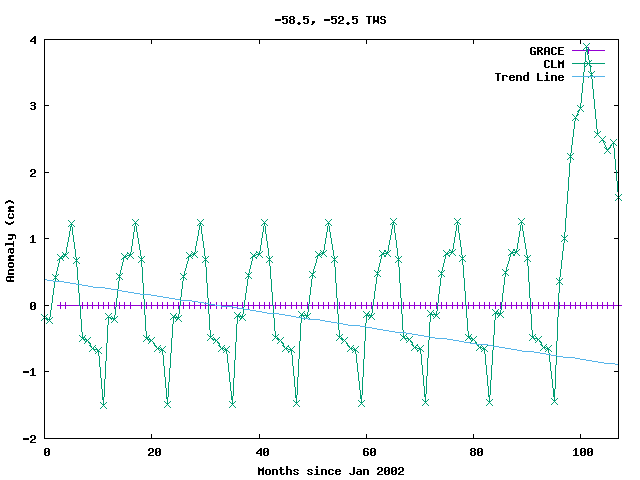 -58.5, -52.5 TWS
GRACE
CLM
Trend Line
4
3
2
1
0
-1
-2
Anomaly (cm)
0 20 40 60 80 100
Months since Jan 2002